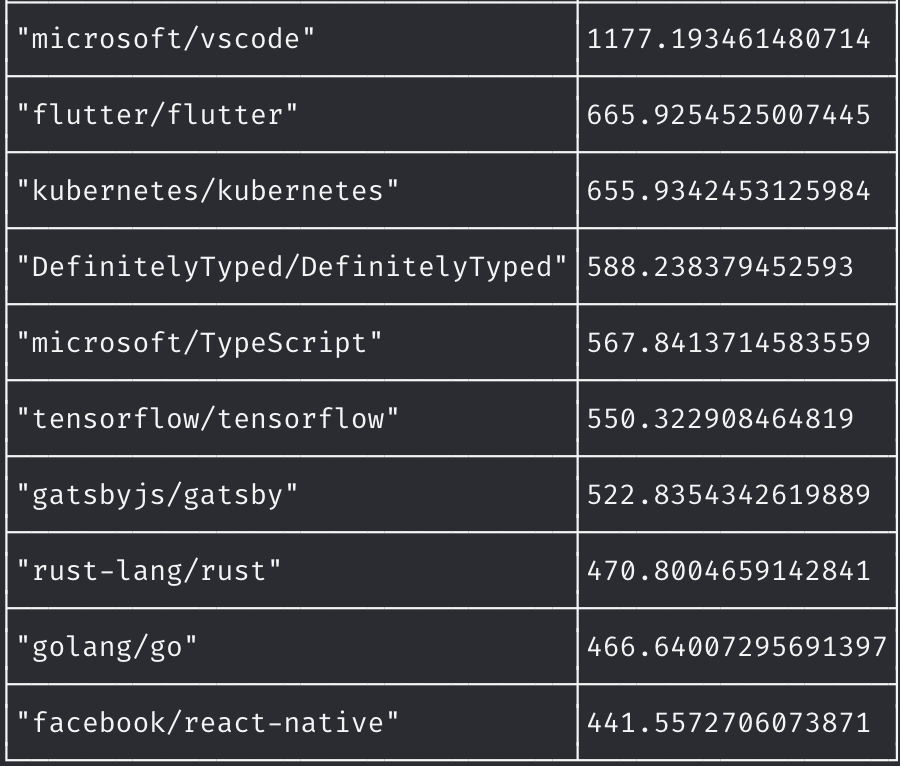 "microsoft/vscode" 1177.193461480714
"flutter/flutter" 665.9254525007445
"kubernetes/kubernetes" 655.9342453125984
"DefinitelyTyped/DefinitelyTyped" 588.238379452593
"microsoft/TypeScript" 567.8413714583559
"tensorflow/tensorflow" 550.322908464819
"gatsbyjs/gatsby" 522.8354342619889
"rust-lang/rust" 470.8004659142841
"golang/go" 466.64007295691397
"facebook/react-native" 441.5572706073871